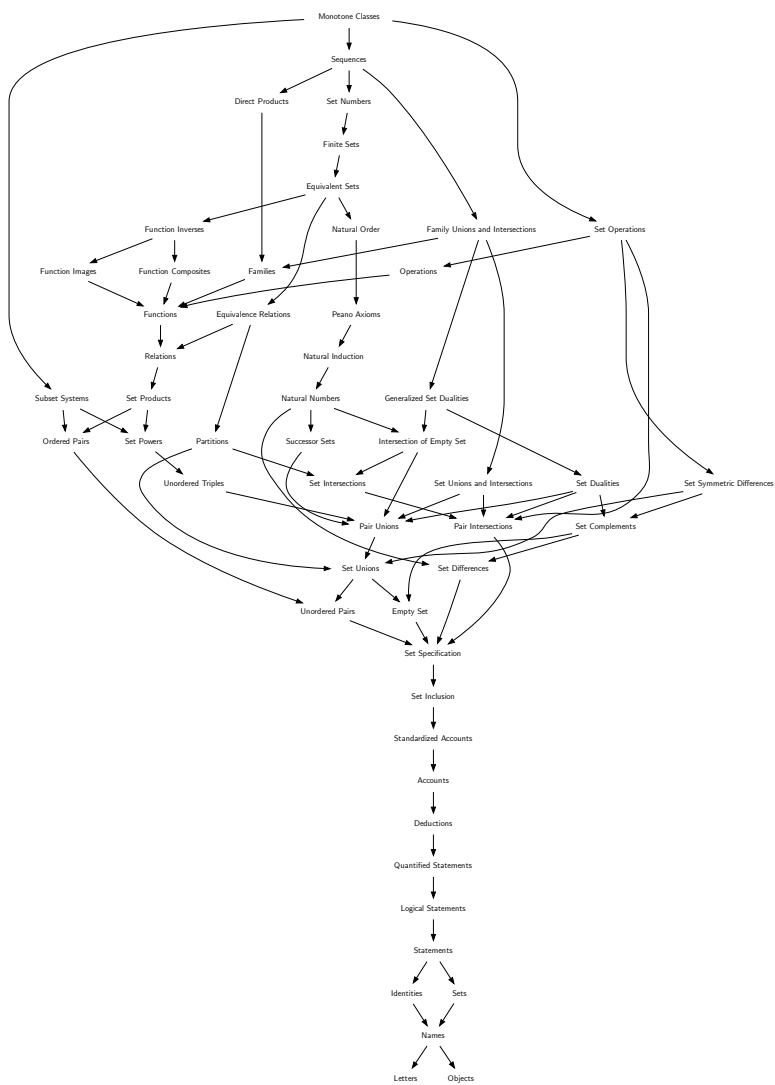 Monotone Classes
Sequences
Direct Products
Set Numbers
Finite Sets
Equivalent Sets
Function Inverses
Natural Order
Family Unions and Intersections
Set Operations
Function Images
Function Composites
Families
Operations
Functions
Equivalence Relations
Peano Axioms
Relations
Natural Induction
Subset Systems
Set Products
Natural Numbers
Generalized Set Dualities
Ordered Pairs
Set Powers
Partitions
Successor Sets
Intersection of Empty Set
Unordered Triples
Set Intersections
Set Unions and Intersections
Set Dualities
Set Symmetric Differences
Pair Unions
Pair Intersections
Set Complements
Set Unions
Set Differences
Unordered Pairs
Empty Set
Set Specification
Set Inclusion
Standardized Accounts
Accounts
Deductions
Quantified Statements
Logical Statements
Statements
Identities
Sets
Names
Letters
Objects